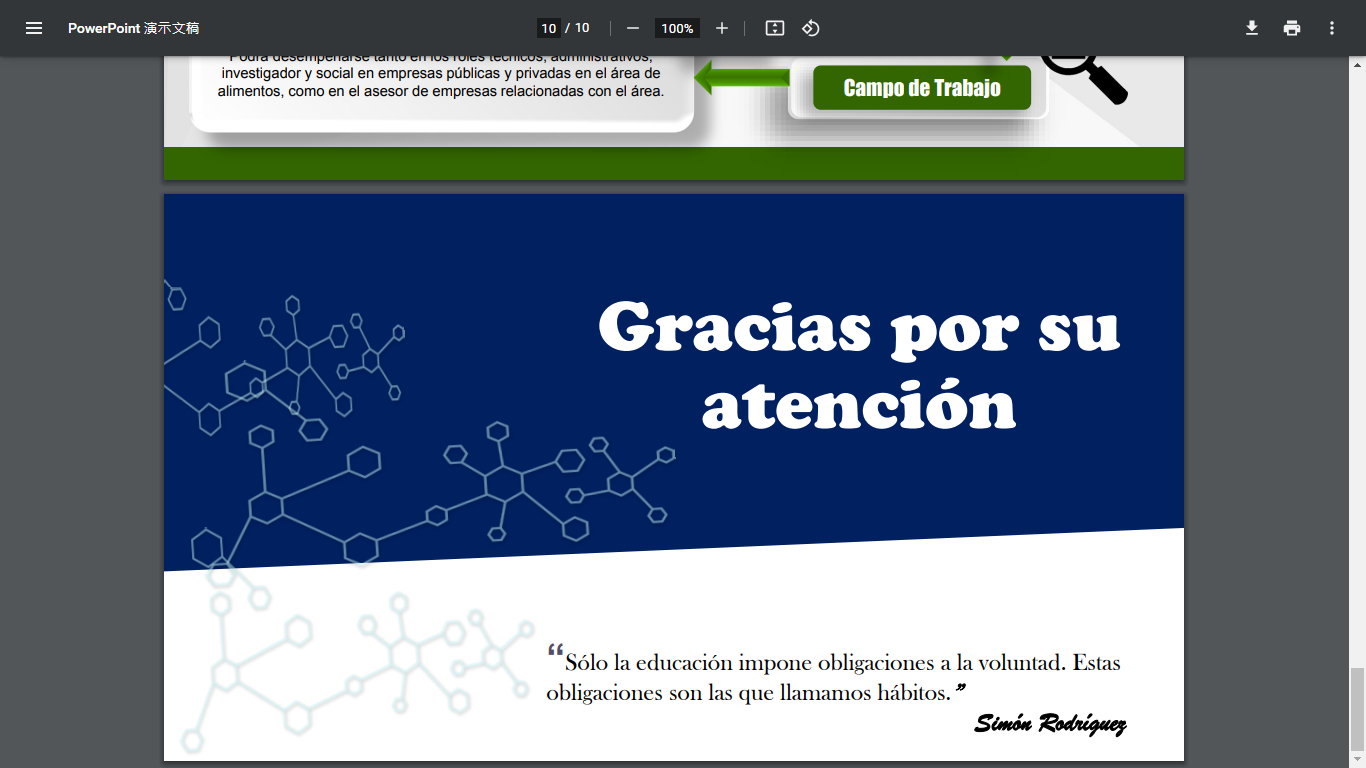 PowerPoint 演示文稿
10 / 10
100%
Podrá desempeñarse tanto en los roles técnicos, administrativos,
investigador y social en empresas públicas y privadas en el área de
alimentos, como en el asesor de empresas relacionadas con el área.
Campo de Trabajo
Gracias por su
atención
“Sólo la educación impone obligaciones a la voluntad. Estas
obligaciones son las que llamamos hábitos.”
Simón Rodríguez